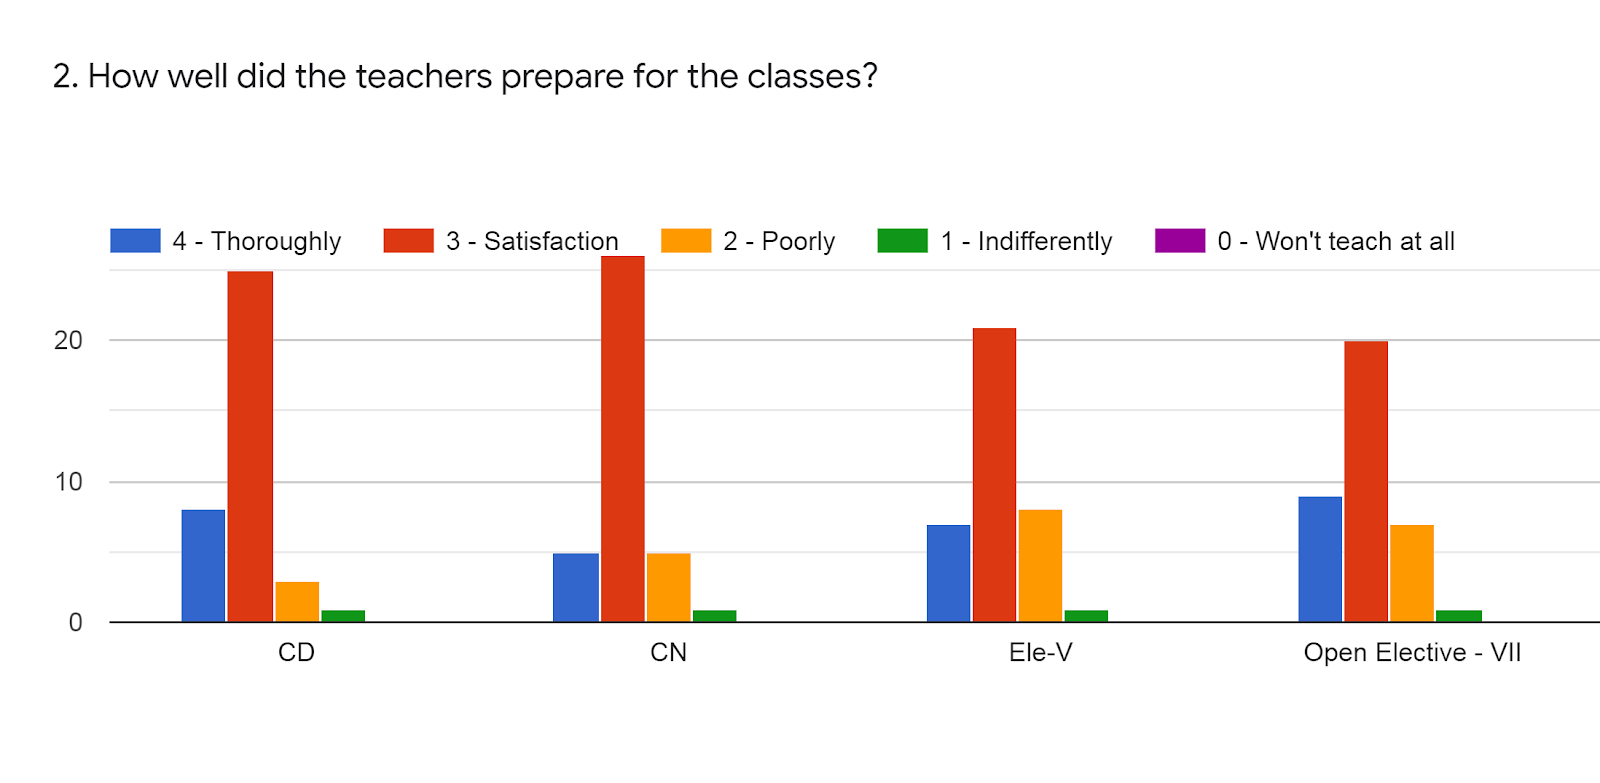 2. How well did the teachers prepare for the classes?
4 - Thoroughly 3 - Satisfaction 2 - Poorly 1 - Indifferently 0 - Won't teach at all
20
10
0
CD CN Ele-V Open Elective - VII